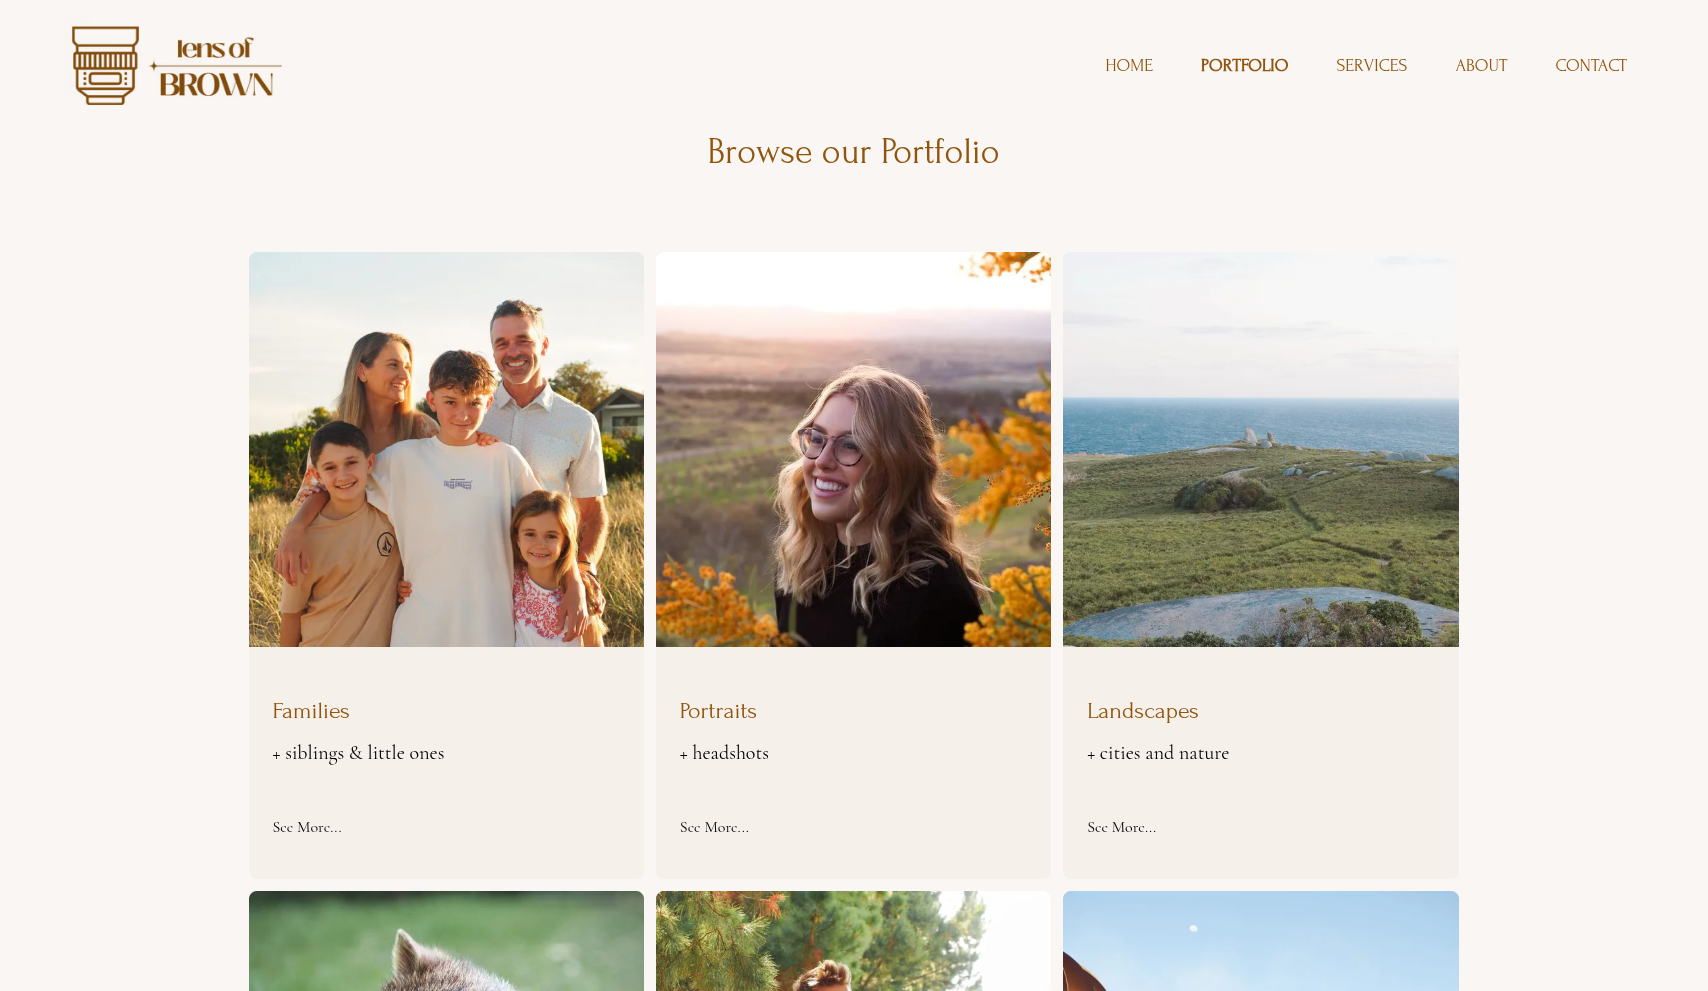 lens of
BROWN
HOME PORTFOLIO SERVICES ABOUT CONTACT
Browse our Portfolio
Families
+ siblings & little ones
See More...
Portraits
+ headshots
See More...
Landscapes
+ cities and nature
See More...